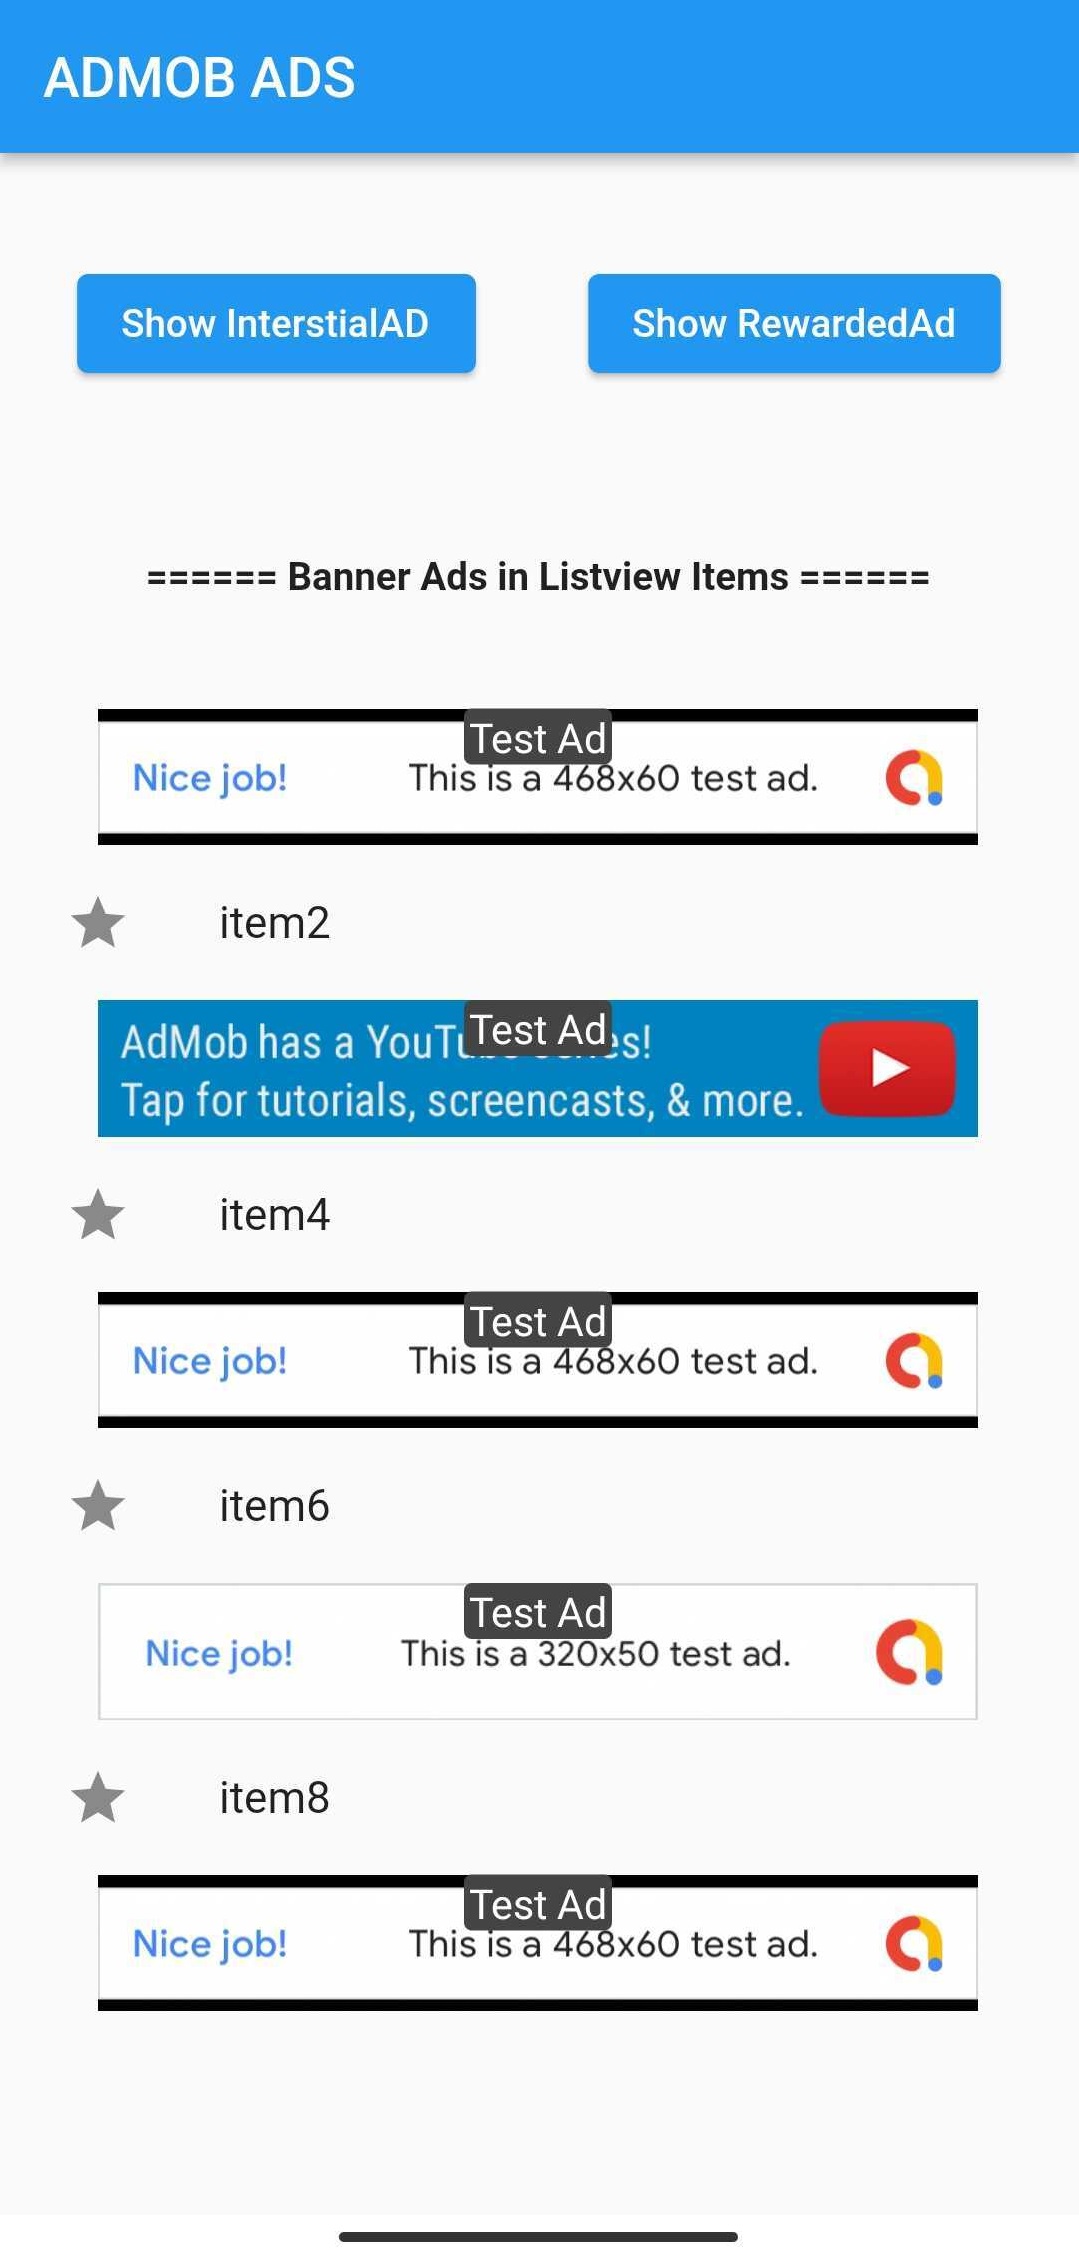 ADMOB ADS
Show InterstialAD
Show RewardedAd
====== Banner Ads in Listview Items ======
Test Ad
Nice job!
This is a 468x60 test ad.
item2
Test Ad
AdMob has a
Tap for tutorials, screencasts, & more.
item4
Test Ad
Nice job!
This is a 468x60 test ad.
item6
Test Ad
Nice job!
This is a 320x50 test ad.
item8
Test Ad
Nice job!
This is a 468x60 test ad.